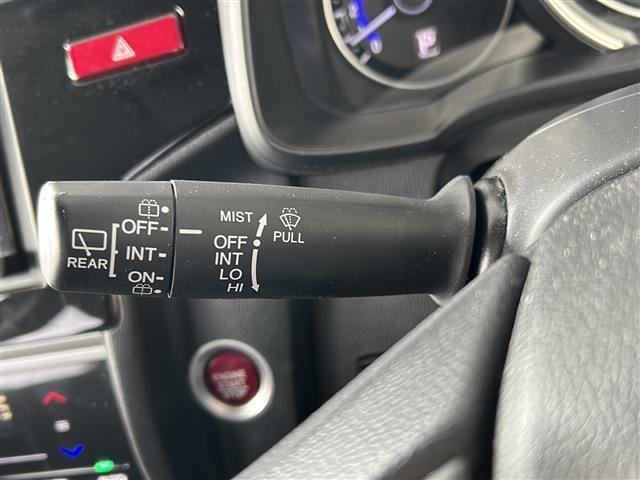 REAR
OFF
INT
ON
MIST
OFF
INT
LO
HI
PULL
ENGINE
START
STOP